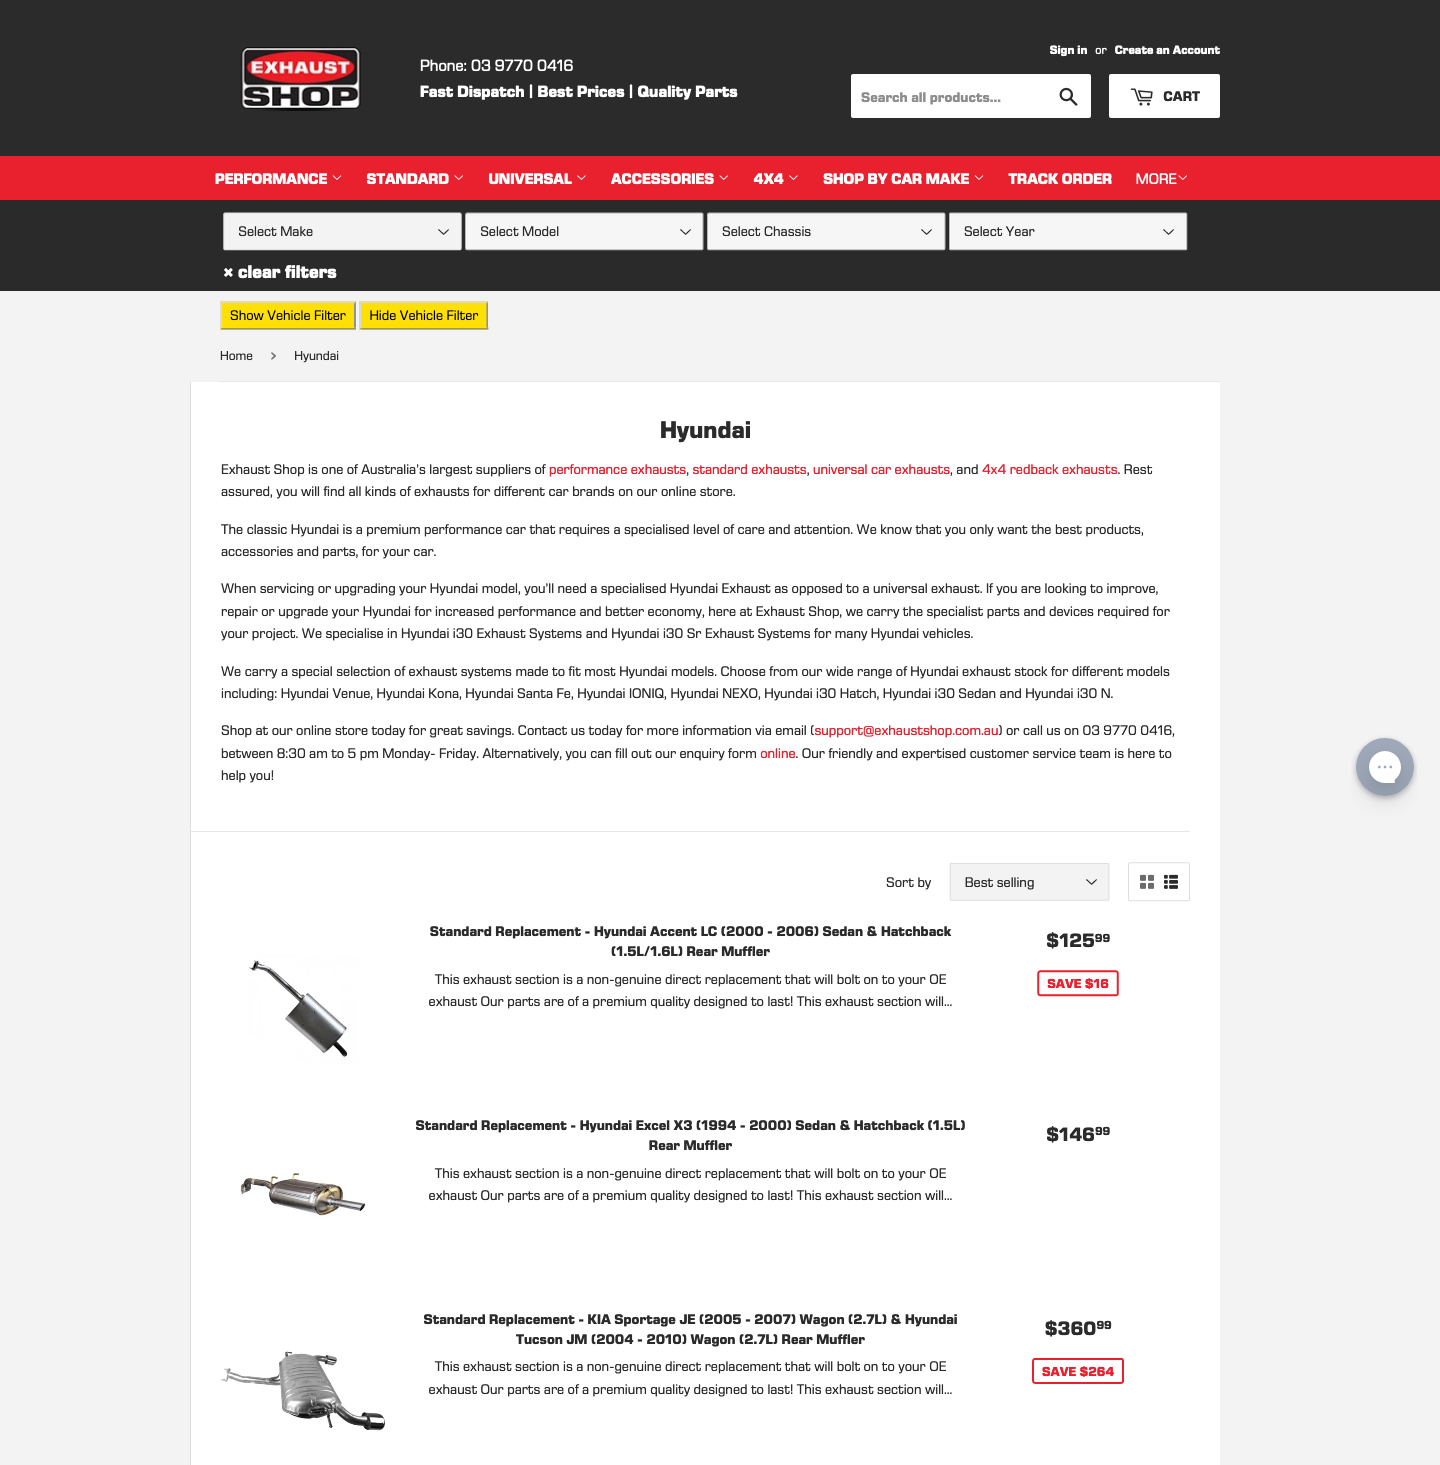 EXHAUST
SHOP
Phone: 03 9770 0416
Fast Dispatch | Best Prices | Quality Parts
Sign in or Create an Account
Search all products...
CART
PERFORMANCE STANDARD UNIVERSAL ACCESSORIES 4X4 SHOP BY CAR MAKE TRACK ORDER MORE
Select Make Select Model Select Chassis Select Year
× clear filters
Show Vehicle Filter Hide Vehicle Filter
Home › Hyundai
Hyundai
Exhaust Shop is one of Australia's largest suppliers of performance exhausts, standard exhausts, universal car exhausts, and 4x4 redback exhausts. Rest
assured, you will find all kinds of exhausts for different car brands on our online store.
The classic Hyundai is a premium performance car that requires a specialised level of care and attention. We know that you only want the best products,
accessories and parts, for your car.
When servicing or upgrading your Hyundai model, you'll need a specialised Hyundai Exhaust as opposed to a universal exhaust. If you are looking to improve,
repair or upgrade your Hyundai for increased performance and better economy, here at Exhaust Shop, we carry the specialist parts and devices required for
your project. We specialise in Hyundai i30 Exhaust Systems and Hyundai i30 Sr Exhaust Systems for many Hyundai vehicles.
We carry a special selection of exhaust systems made to fit most Hyundai models. Choose from our wide range of Hyundai exhaust stock for different models
including: Hyundai Venue, Hyundai Kona, Hyundai Santa Fe, Hyundai IONIQ, Hyundai NEXO, Hyundai i30 Hatch, Hyundai i30 Sedan and Hyundai i30 N.
Shop at our online store today for great savings. Contact us today for more information via email (support@exhaustshop.com.au) or call us on 03 9770 0416,
between 8:30 am to 5 pm Monday- Friday. Alternatively, you can fill out our enquiry form online. Our friendly and expertised customer service team is here to
help you!
Sort by Best selling
Standard Replacement - Hyundai Accent LC (2000 - 2006) Sedan & Hatchback
(1.5L/1.6L) Rear Muffler
This exhaust section is a non-genuine direct replacement that will bolt on to your OE
exhaust Our parts are of a premium quality designed to last! This exhaust section will...
$125.99
SAVE $16
Standard Replacement - Hyundai Excel X3 (1994 - 2000) Sedan & Hatchback (1.5L)
Rear Muffler
This exhaust section is a non-genuine direct replacement that will bolt on to your OE
exhaust Our parts are of a premium quality designed to last! This exhaust section will...
$146.99
Standard Replacement - KIA Sportage JE (2005 - 2007) Wagon (2.7L) & Hyundai
Tucson JM (2004 - 2010) Wagon (2.7L) Rear Muffler
This exhaust section is a non-genuine direct replacement that will bolt on to your OE
exhaust Our parts are of a premium quality designed to last! This exhaust section will...
$360.99
SAVE $264